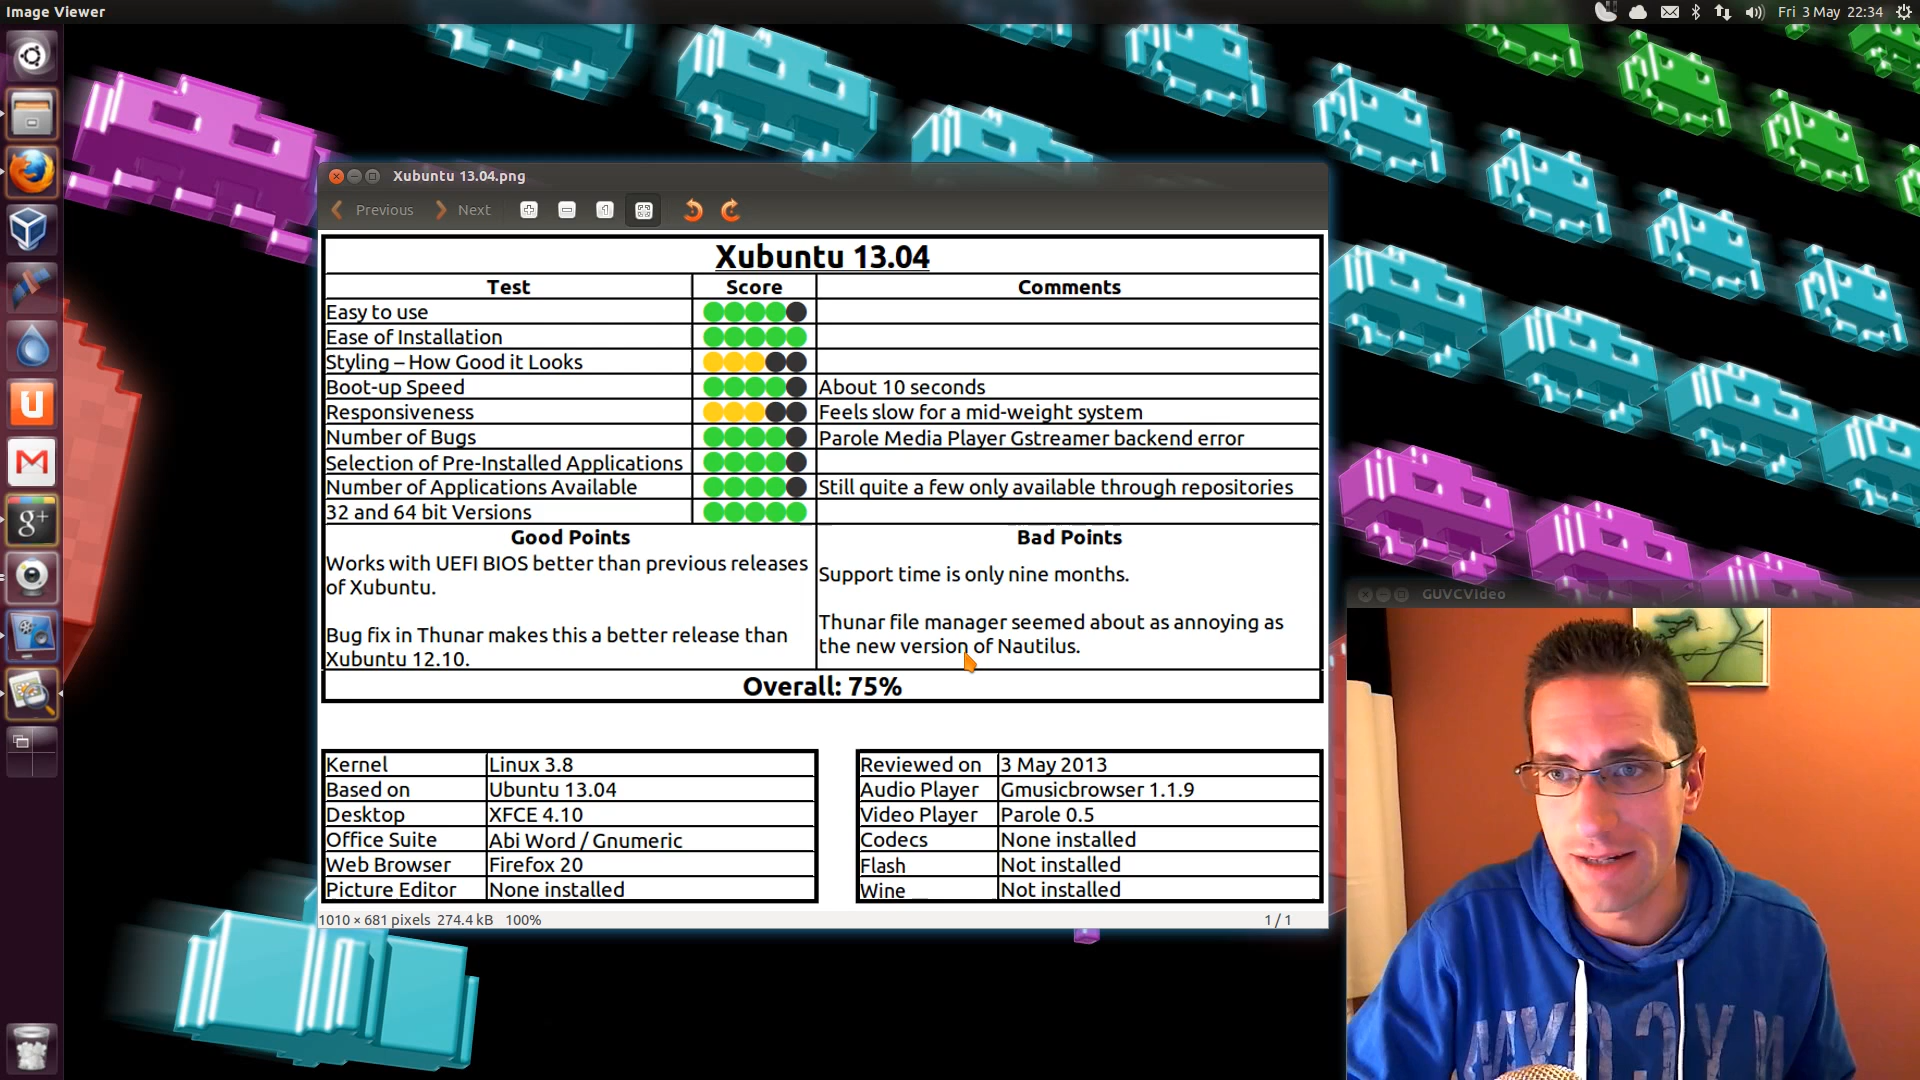 Image Viewer
Fri 3 May 22:34
Xubuntu 13.04.png
Previous
Next
Xubuntu 13.04
Test Score Comments
Easy to use
Ease of Installation
Styling – How Good it Looks
Boot-up Speed About 10 seconds
Responsiveness Feels slow for a mid-weight system
Number of Bugs Parole Media Player Gstreamer backend error
Selection of Pre-Installed Applications
Number of Applications Available Still quite a few only available through repositories
32 and 64 bit Versions
Good Points
Works with UEFI BIOS better than previous releases
of Xubuntu.
Bug fix in Thunar makes this a better release than
Xubuntu 12.10.
Bad Points
Support time is only nine months.
Thunar file manager seemed about as annoying as
the new version of Nautilus.
Overall: 75%
Kernel Linux 3.8
Based on Ubuntu 13.04
Desktop XFCE 4.10
Office Suite Abi Word / Gnumeric
Web Browser Firefox 20
Picture Editor None installed
Reviewed on 3 May 2013
Audio Player Gmusicbrowser 1.1.9
Video Player Parole 0.5
Codecs None installed
Flash Not installed
Wine Not installed
1010 × 681 pixels 274.4 kB 100%
1 / 1
GUVCVideo
U
M
g+